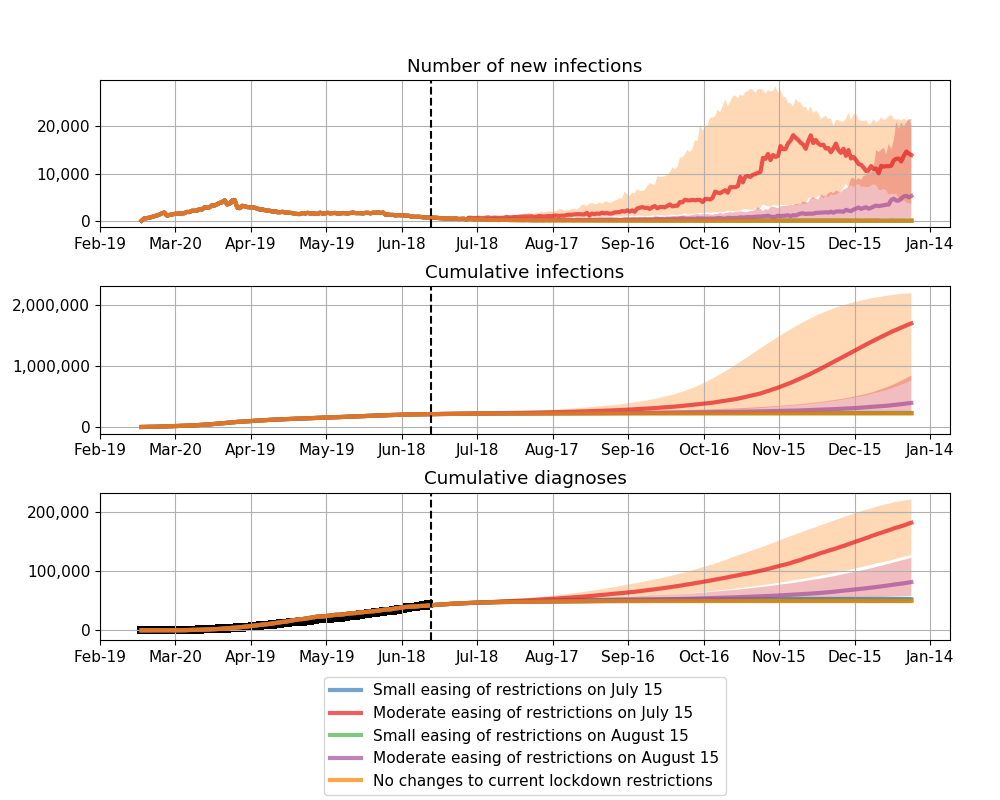 Number of new infections
20,000
10,000
0
Feb-19 Mar-20 Apr-19 May-19 Jun-18 Jul-18 Aug-17 Sep-16 Oct-16 Nov-15 Dec-15 Jan-14
Cumulative infections
2,000,000
1,000,000
0
Feb-19 Mar-20 Apr-19 May-19 Jun-18 Jul-18 Aug-17 Sep-16 Oct-16 Nov-15 Dec-15 Jan-14
Cumulative diagnoses
200,000
100,000
0
Feb-19 Mar-20 Apr-19 May-19 Jun-18 Jul-18 Aug-17 Sep-16 Oct-16 Nov-15 Dec-15 Jan-14
Small easing of restrictions on July 15
Moderate easing of restrictions on July 15
Small easing of restrictions on August 15
Moderate easing of restrictions on August 15
No changes to current lockdown restrictions